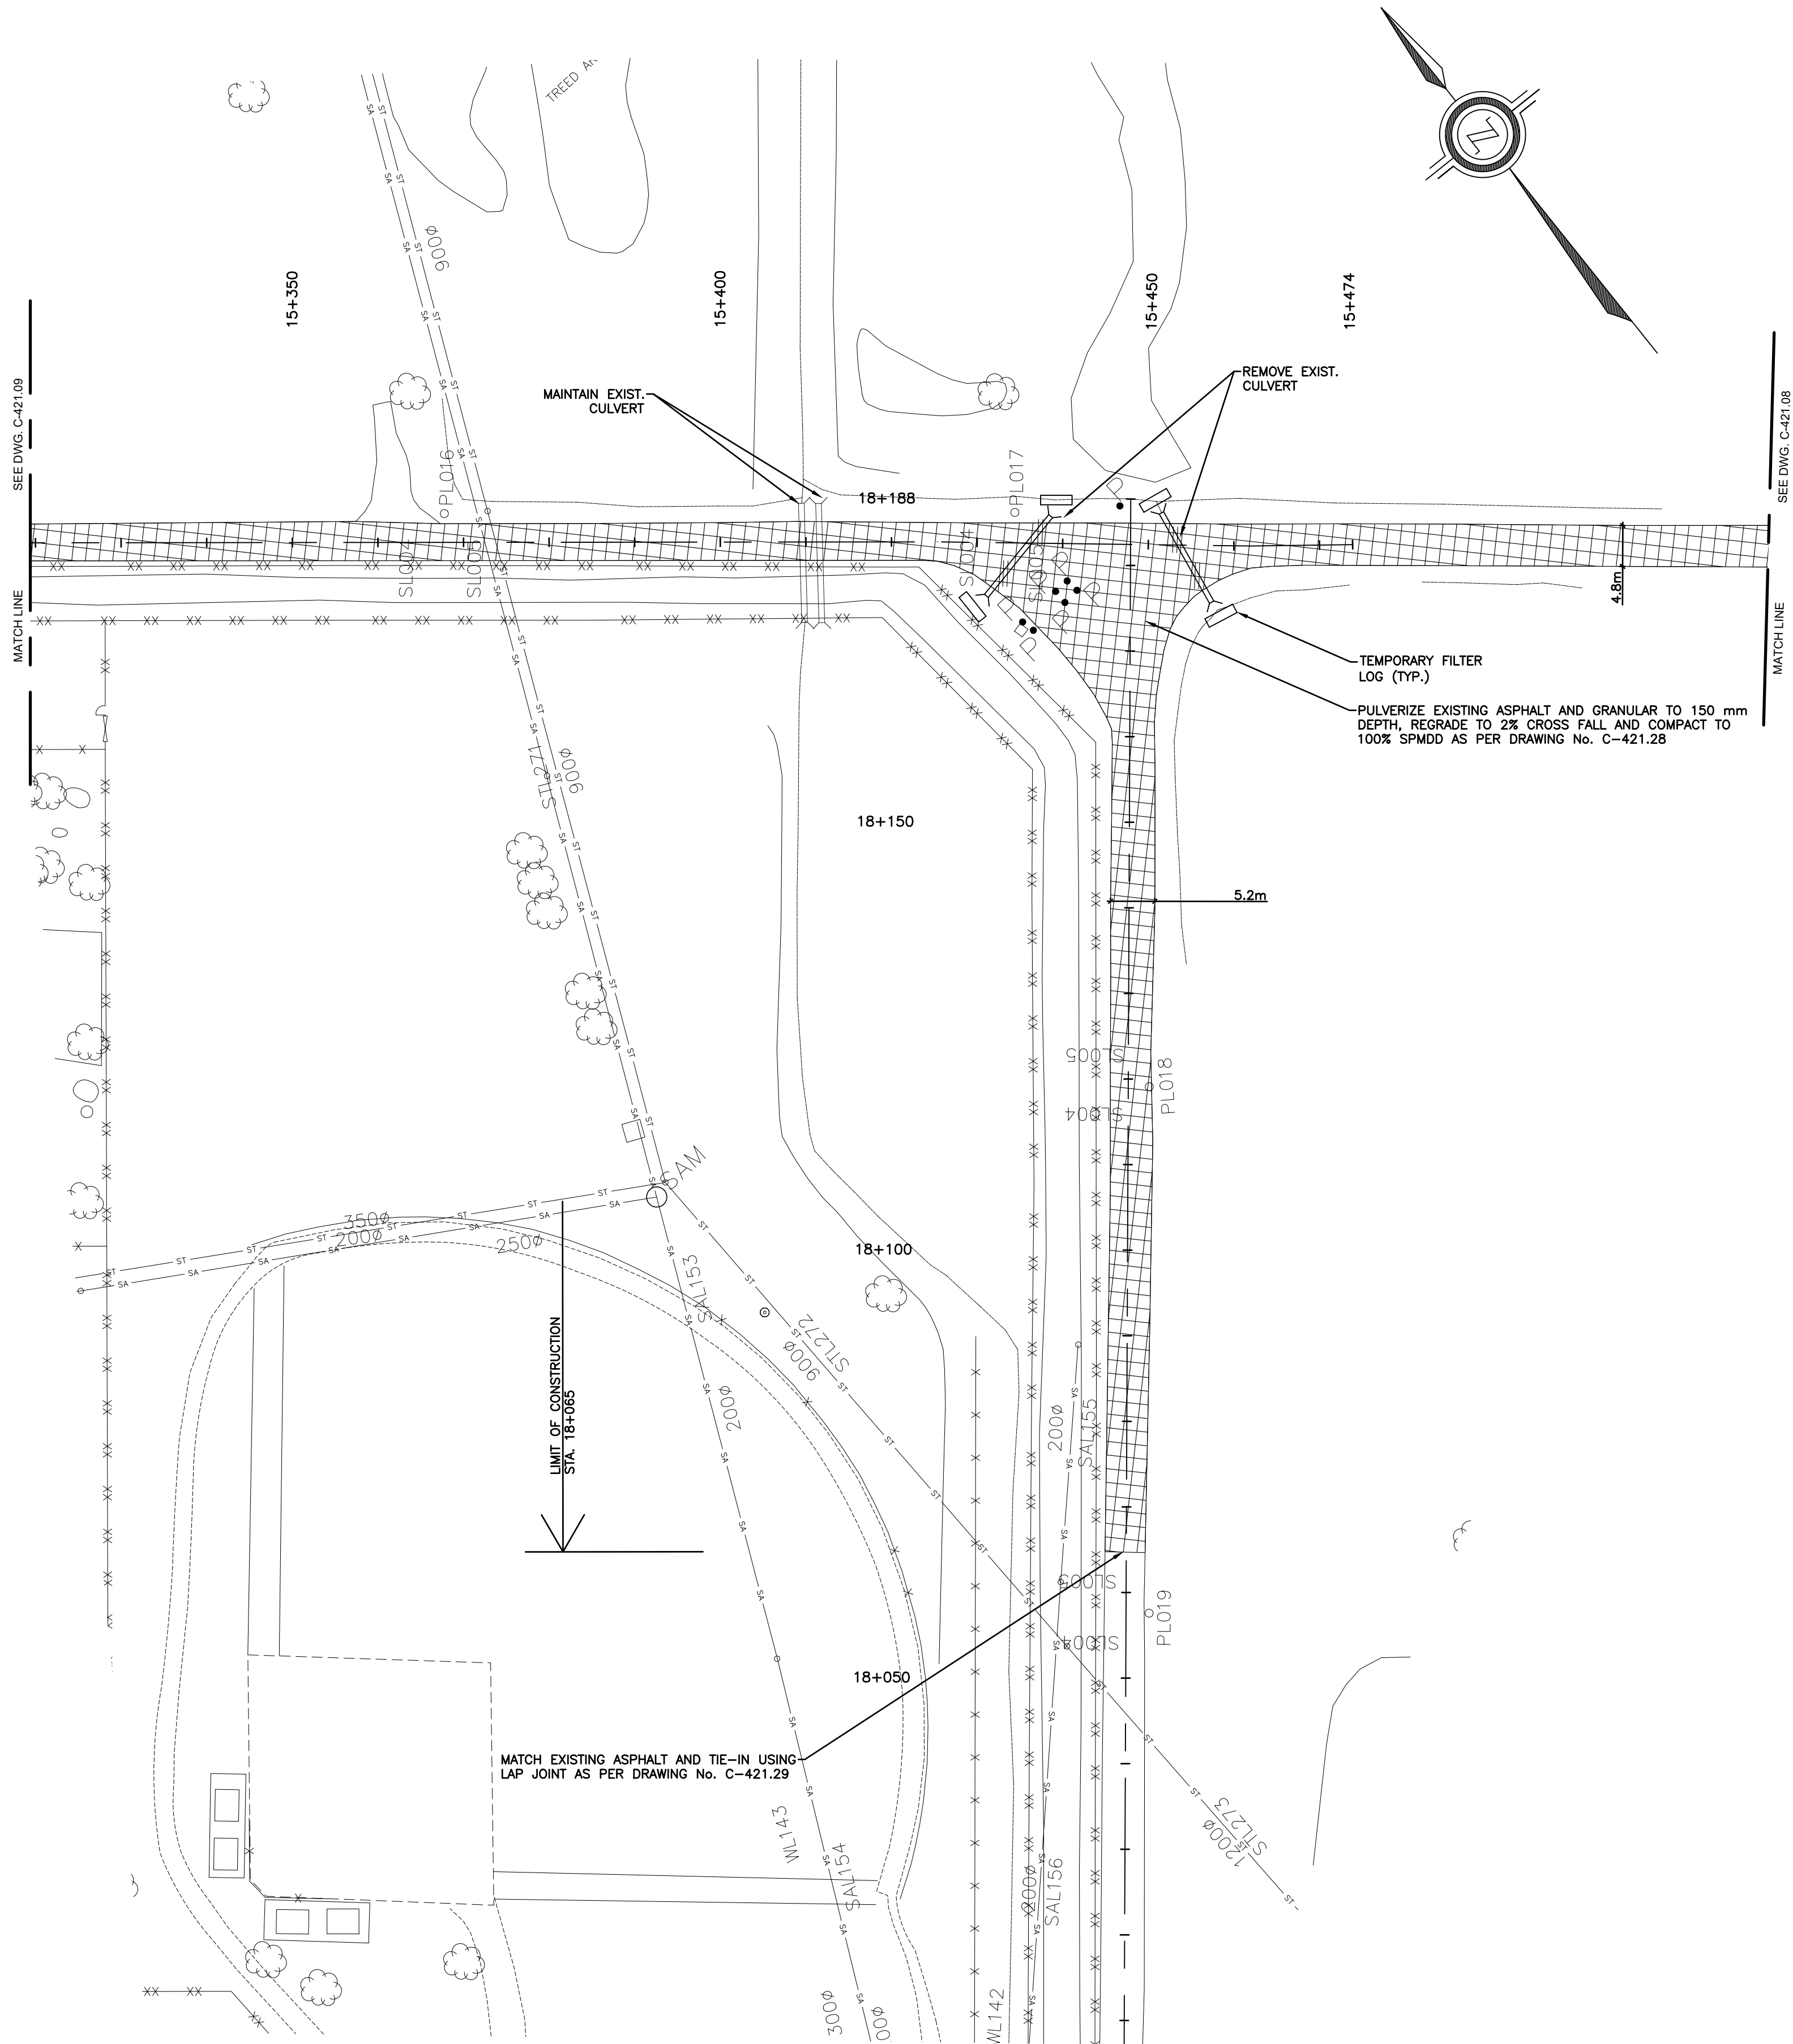 TREED
N
900ø
15+350
15+400
15+450
15+474
SEE DWG. C-421.09
MATCH LINE
SEE DWG. C-421.08
MATCH LINE
MAINTAIN EXIST.
CULVERT
REMOVE EXIST.
CULVERT
PL016
PL017
18+188
SL004
SL005
SL004
SL005
P
P
P
P
P
P
P
4.8m
TEMPORARY FILTER
LOG (TYP.)
PULVERIZE EXISTING ASPHALT AND GRANULAR TO 150 mm
DEPTH, REGRADE TO 2% CROSS FALL AND COMPACT TO
100% SPMDD AS PER DRAWING No. C-421.28
STL271
900ø
18+150
5.2m
SL005
SL004
PL018
SAM
350ø
200ø
250ø
18+100
SAL153
STL272
900ø
200ø
LIMIT OF CONSTRUCTION
STA. 18+065
200ø
SAL155
SL005
SL004
PL019
18+050
MATCH EXISTING ASPHALT AND TIE-IN USING
LAP JOINT AS PER DRAWING No. C-421.29
WL143
SAL154
200ø
SAL156
1200ø
STL273
300ø
WL142
ST
SA
X
XX